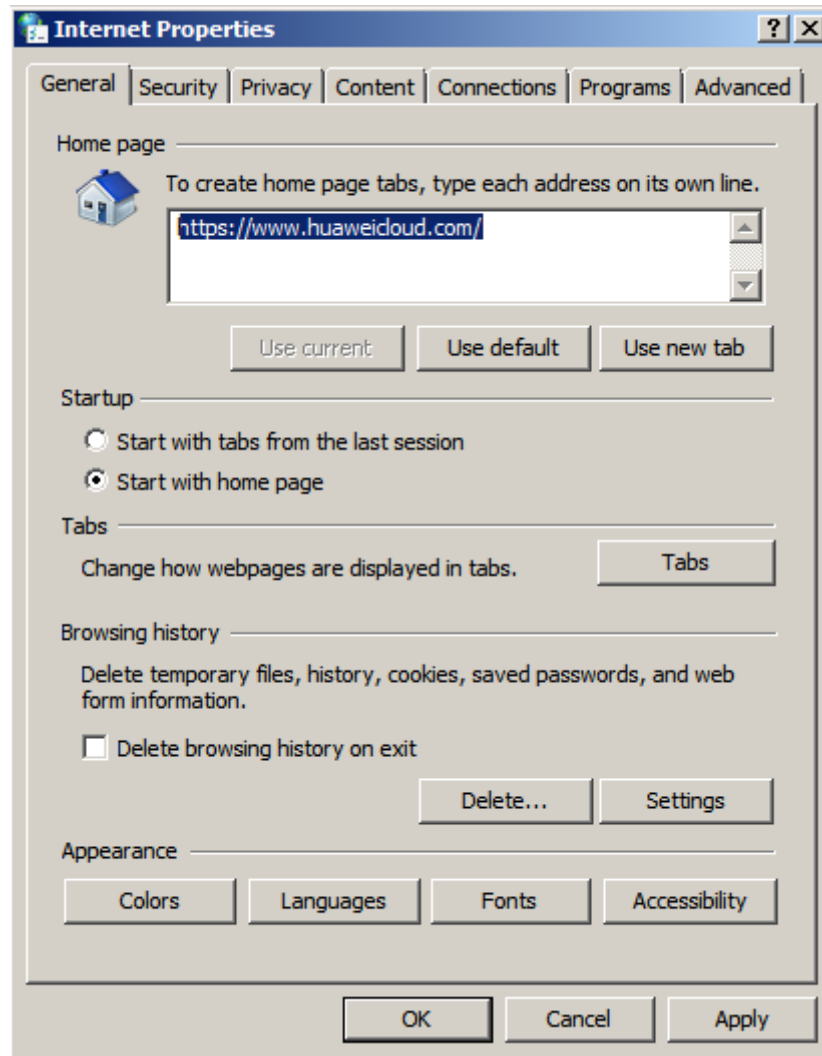 Internet Properties
General Security Privacy Content Connections Programs Advanced
Home page
To create home page tabs, type each address on its own line.
https://www.huaweicloud.com/
Use current Use default Use new tab
Startup
Start with tabs from the last session
Start with home page
Tabs
Change how webpages are displayed in tabs. Tabs
Browsing history
Delete temporary files, history, cookies, saved passwords, and web
form information.
Delete browsing history on exit
Delete... Settings
Appearance
Colors Languages Fonts Accessibility
OK Cancel Apply